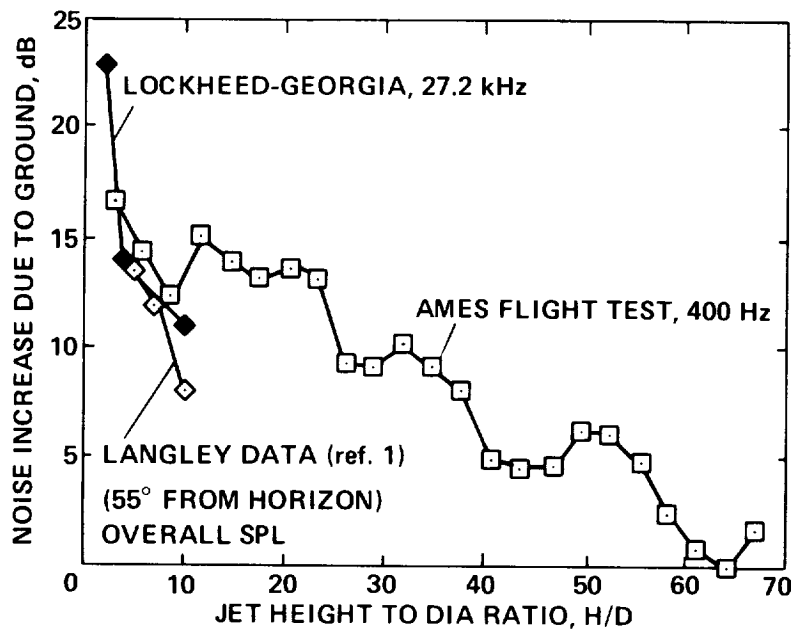 NOISE INCREASE DUE TO GROUND, dB
25
20
15
10
5
0
LOCKHEED-GEORGIA, 27.2 kHz
AMES FLIGHT TEST, 400 Hz
LANGLEY DATA (ref. 1)
(55° FROM HORIZON)
OVERALL SPL
10 20 30 40 50 60 70
JET HEIGHT TO DIA RATIO, H/D